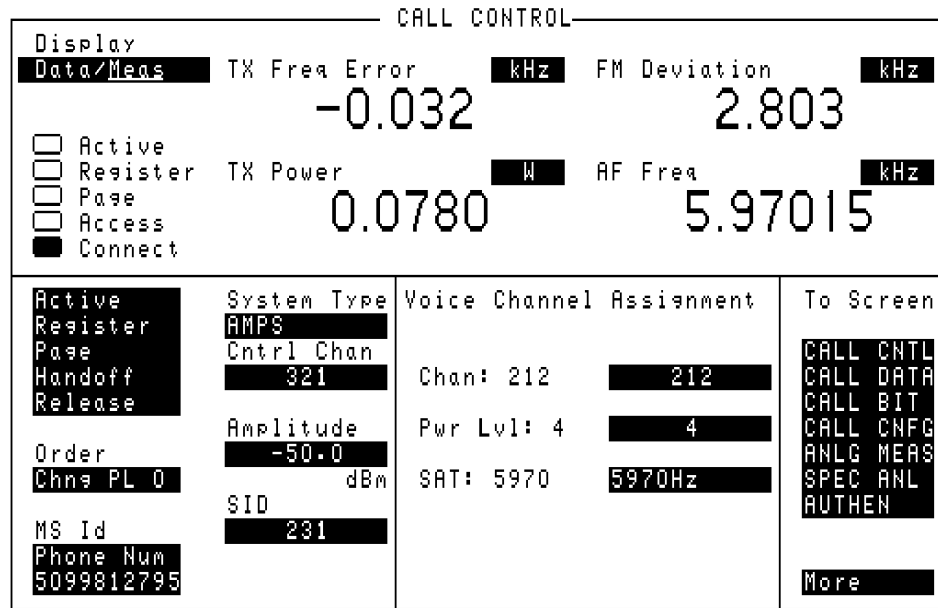 CALL CONTROL
Display
Data/Meas
TX Freq Error kHz
-0.032
FM Deviation kHz
2.803
Active
Register
Page
Access
Connect
TX Power W
0.0780
AF Freq kHz
5.97015
Active
Register
Page
Handoff
Release
Order
Chng PL 0
MS Id
Phone Num
5099812795
System Type
AMPS
Cntrl Chan
321
Amplitude
-50.0
dBm
SID
231
Voice Channel Assignment
Chan: 212 212
Pwr Lvl: 4 4
SAT: 5970 5970Hz
To Screen
CALL CNTL
CALL DATA
CALL BIT
CALL CNFG
ANLG MEAS
SPEC ANL
AUTHEN
More